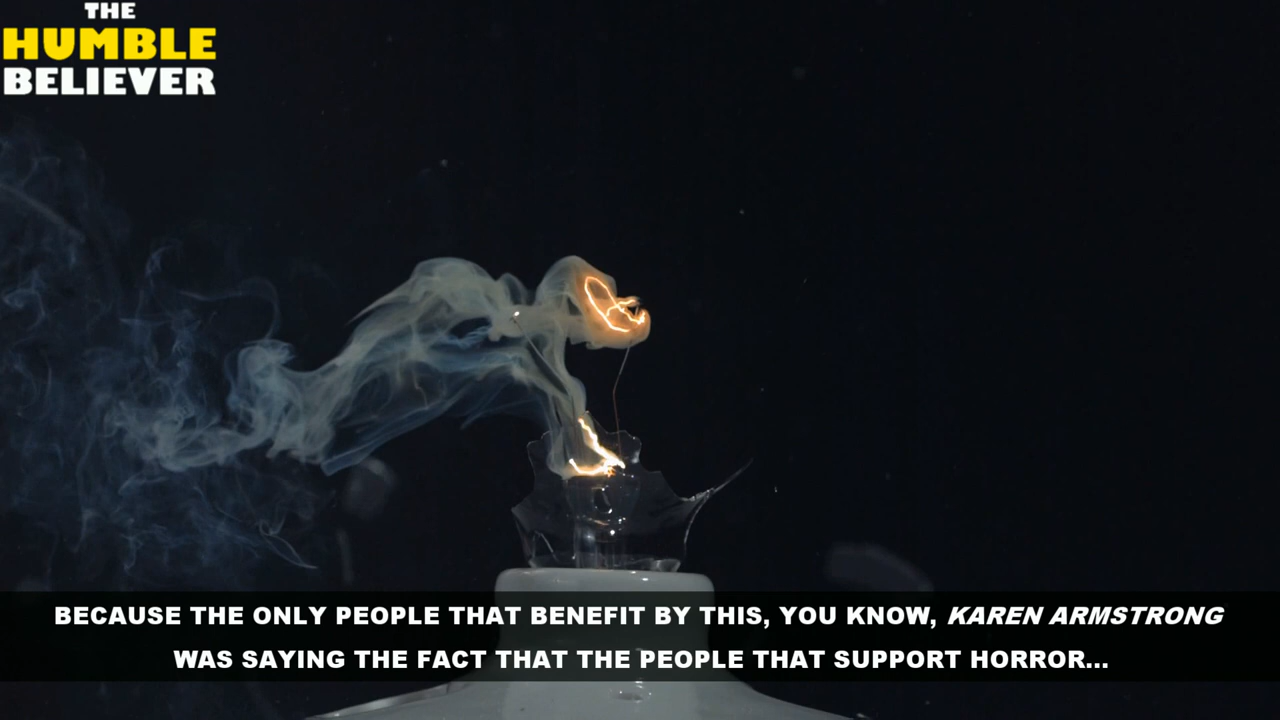 THE
HUMBLE
BELIEVER
BECAUSE THE ONLY PEOPLE THAT BENEFIT BY THIS, YOU KNOW, KAREN ARMSTRONG
WAS SAYING THE FACT THAT THE PEOPLE THAT SUPPORT HORROR...